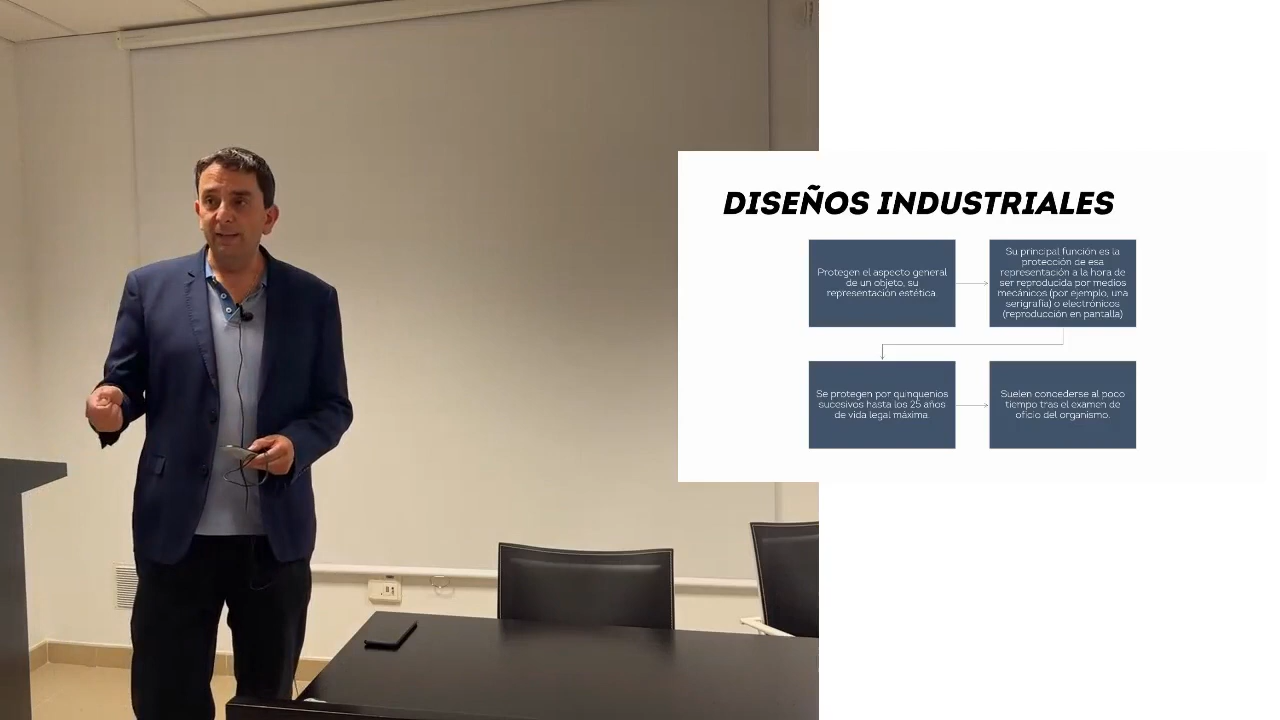 DISEÑOS INDUSTRIALES
Protegen el aspecto general
de un objeto, su
representación estética.
Su principal función es la
protección de esa
representación a la hora de
ser reproducida por medios
mecánicos (por ejemplo, una
serigrafía) o electrónicos
(reproducción en pantalla)
Se protegen por quinquenios
sucesivos hasta los 25 años
de vida legal máxima.
Suelen concederse al poco
tiempo tras el examen de
oficio del organismo.